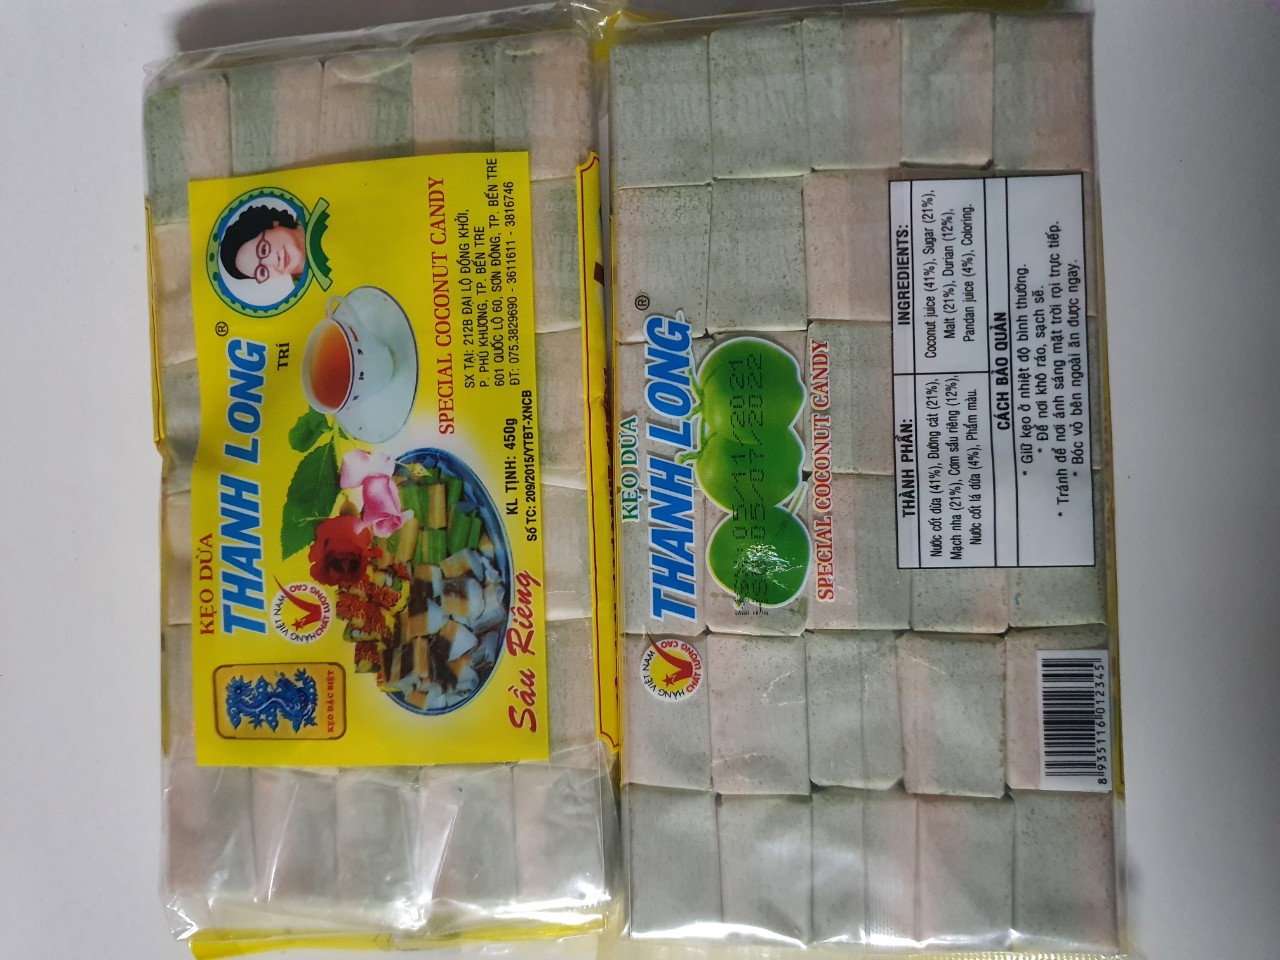 KẸO DỪA
THANH LONG®
TRÍ
HÀNG VIỆT NAM
CHẤT LƯỢNG CAO
KẸO ĐẶC BIỆT
SPECIAL COCONUT CANDY
SX TẠI: 212B ĐẠI LỘ ĐỒNG KHỞI,
P. PHÚ KHƯƠNG, TP. BẾN TRE
601 QUỐC LỘ 60, SƠN ĐÔNG, TP. BẾN TRE
ĐT: 075.3829690 - 3611611 - 3816746
KL TỊNH: 450g
Số TC: 209/2015/YTBT-XNCB
Sầu Riêng
KẸO DỪA
THANH LONG®
HÀNG VIỆT NAM
CHẤT LƯỢNG CAO
05/11/2021
05/07/2022
SPECIAL COCONUT CANDY
THÀNH PHẦN:
Nước cốt dừa (41%), Đường cát (21%),
Mạch nha (21%), Cơm sầu riêng (12%),
Nước cốt lá dứa (4%), Phẩm màu.
INGREDIENTS:
Coconut juice (41%), Sugar (21%),
Malt (21%), Durian (12%),
Pandan juice (4%), Coloring.
CÁCH BẢO QUẢN
* Giữ kẹo ở nhiệt độ bình thường.
* Để nơi khô ráo, sạch sẽ.
* Tránh để nơi ánh sáng mặt trời rọi trực tiếp.
* Bóc vỏ bên ngoài ăn được ngay.
8 935116 012345